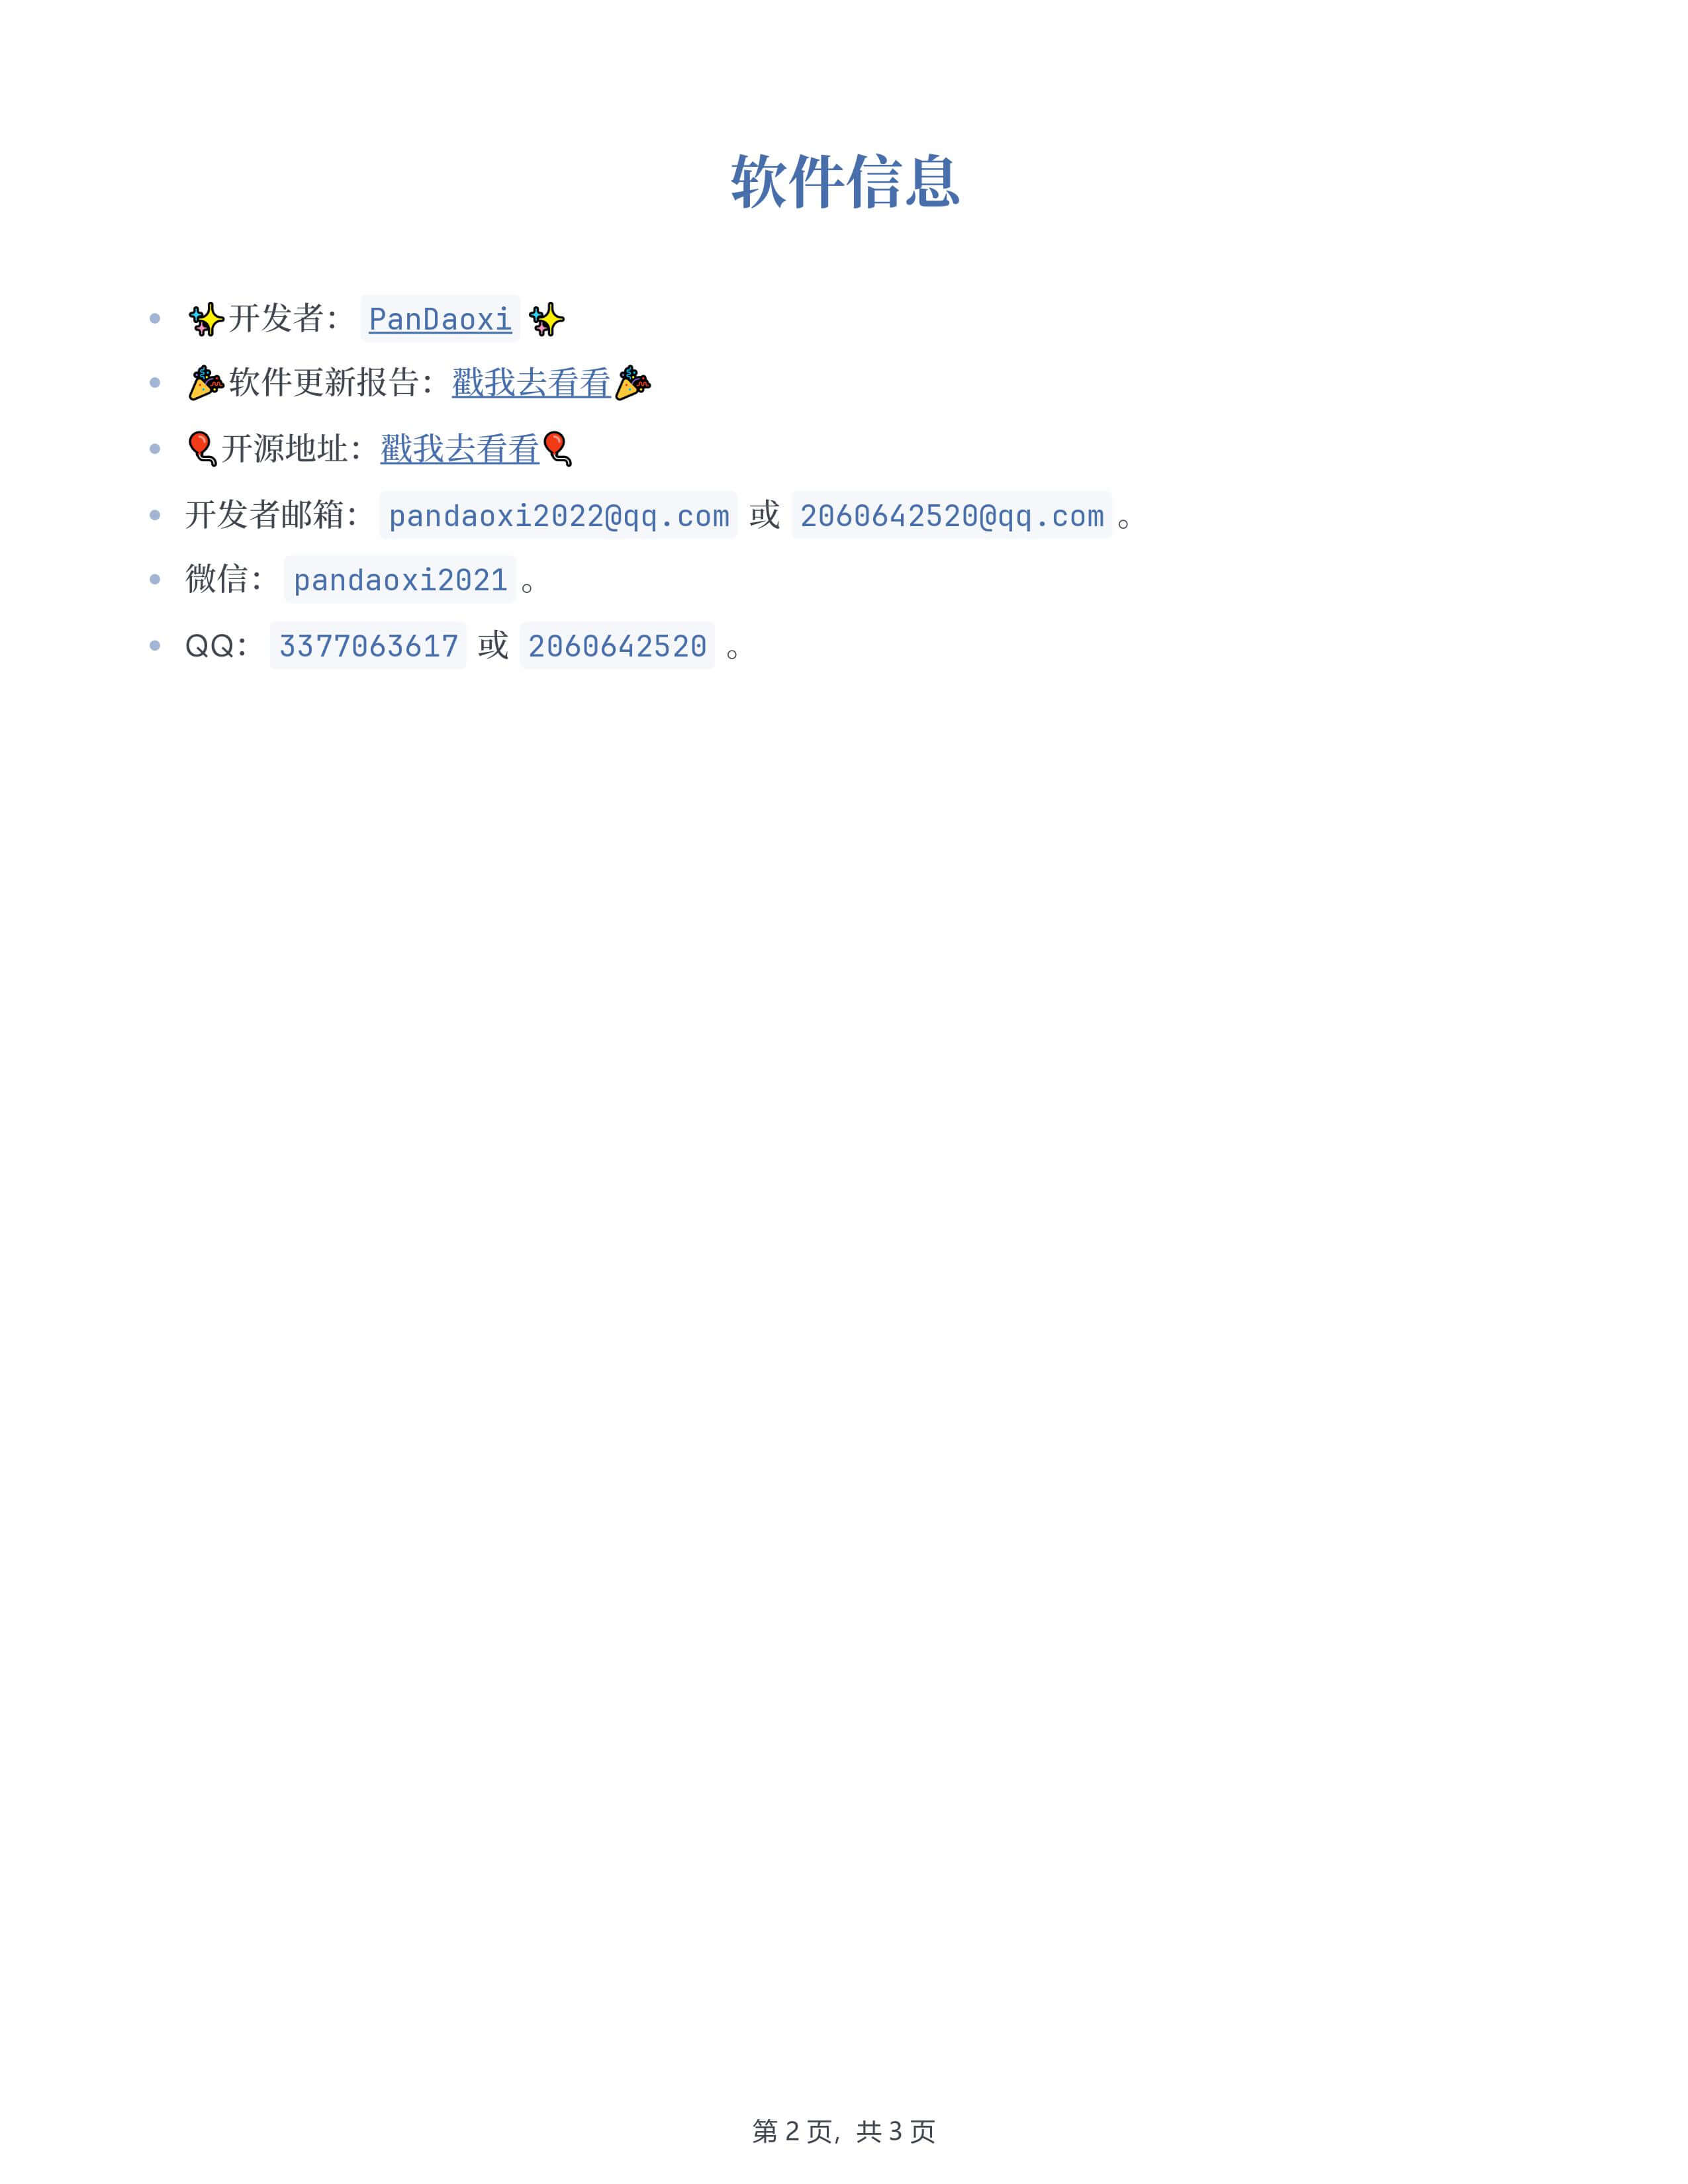 软件信息
✨开发者： PanDaoxi ✨
🎉软件更新报告：戳我去看看🎉
🎈开源地址：戳我去看看🎈
开发者邮箱： pandaoxi2022@qq.com 或 2060642520@qq.com 。
微信： pandaoxi2021 。
QQ： 3377063617 或 2060642520 。
第 2 页，共 3 页